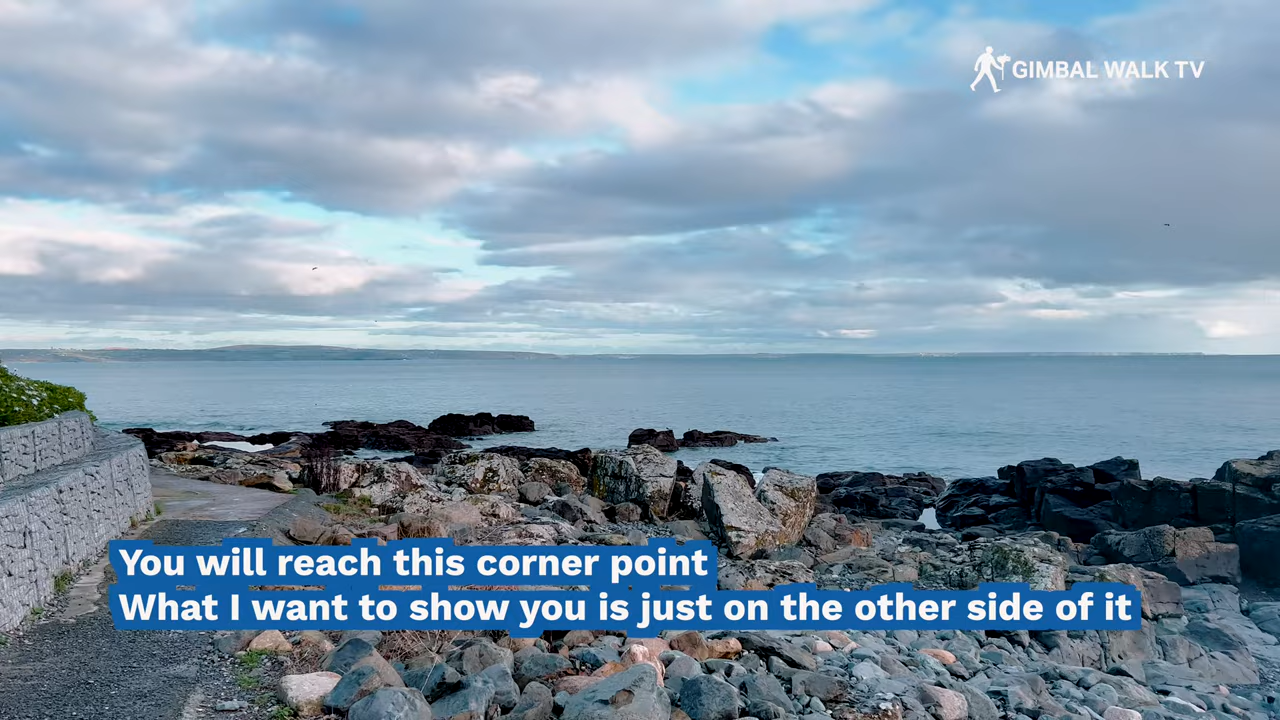 GIMBAL WALK TV
You will reach this corner point
What I want to show you is just on the other side of it